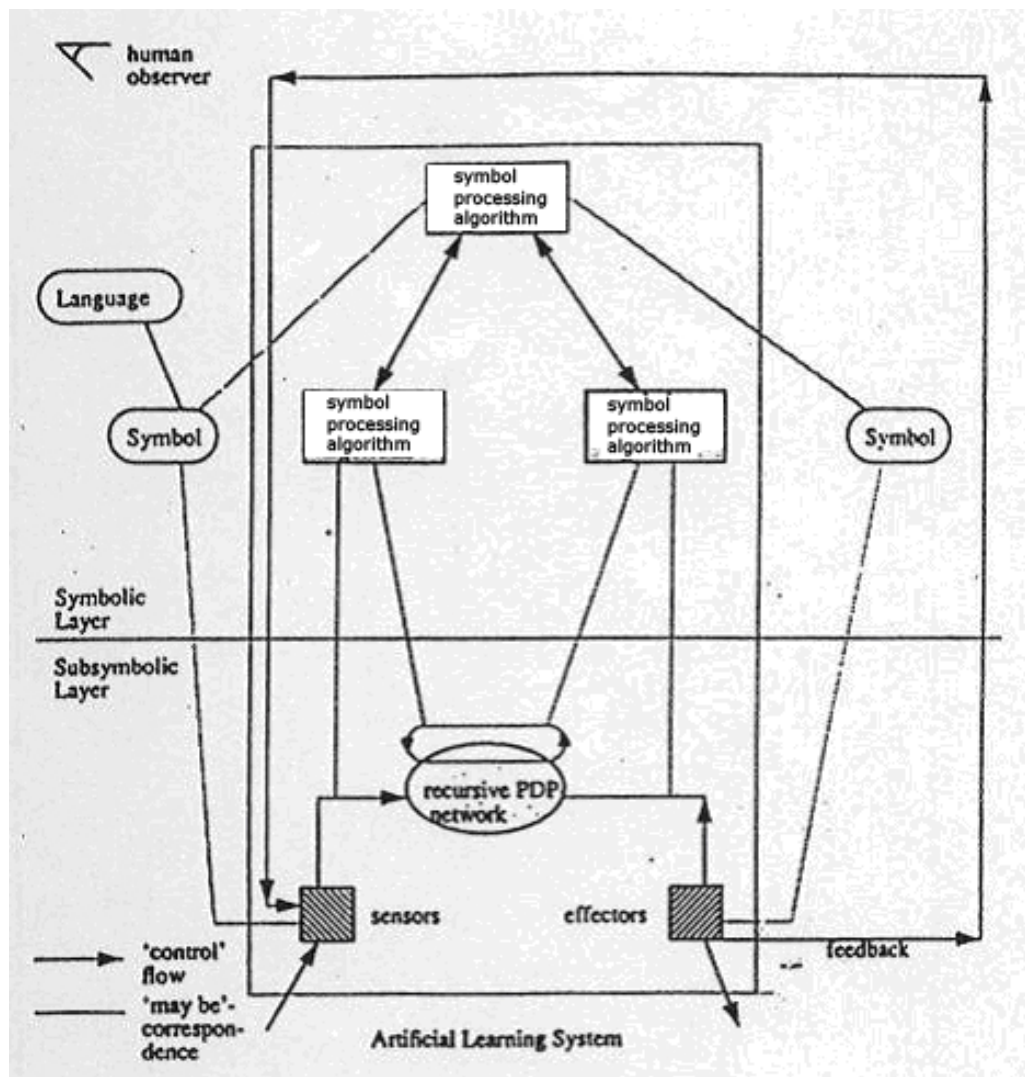 human
observer
symbol
processing
algorithm
Language
symbol
processing
algorithm
symbol
processing
algorithm
Symbol
Symbol
Symbolic
Layer
Subsymbolic
Layer
recursive PDP
network
sensors
effectors
feedback
'control'
flow
'may be'-
correspon-
dence
Artificial Learning System